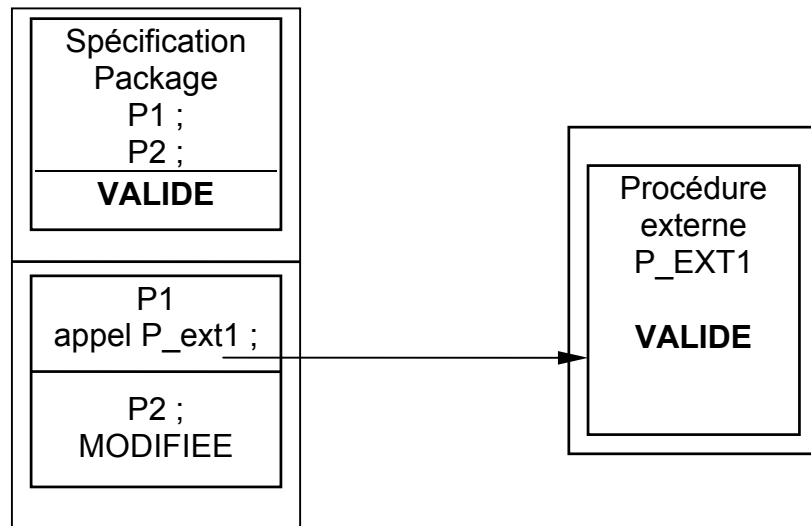 Spécification
Package
P1 ;
P2 ;
VALIDE
P1
appel P_ext1 ;
P2 ;
MODIFIEE
Procédure
externe
P_EXT1
VALIDE